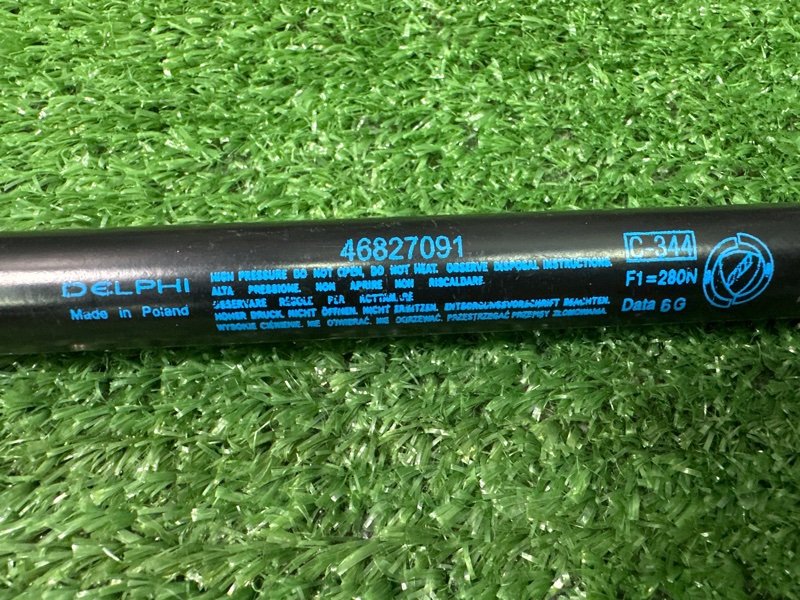 46827091
DELPHI
Made in Poland
HIGH PRESSURE DO NOT OPEN, DO NOT HEAT. OBSERVE DISPOSAL INSTRUCTIONS.
ALTA PRESSIONE. NON APRIRE NON RISCALDARE.
OSSERVARE REGOLE PER
HOHER DRUCK. NICHT ÖFFNEN. NICHT ERHITZEN. ENTSORGUNGSVORSCHRIFT BEACHTEN.
WYSOKIE CIŚNIENIE. NIE OTWIERAĆ. NIE OGRZEWAĆ. PRZESTRZEGAĆ PRZEPISY ZŁOMOWANIA.
C-344
F1=280N
Data 6 G
FIAT